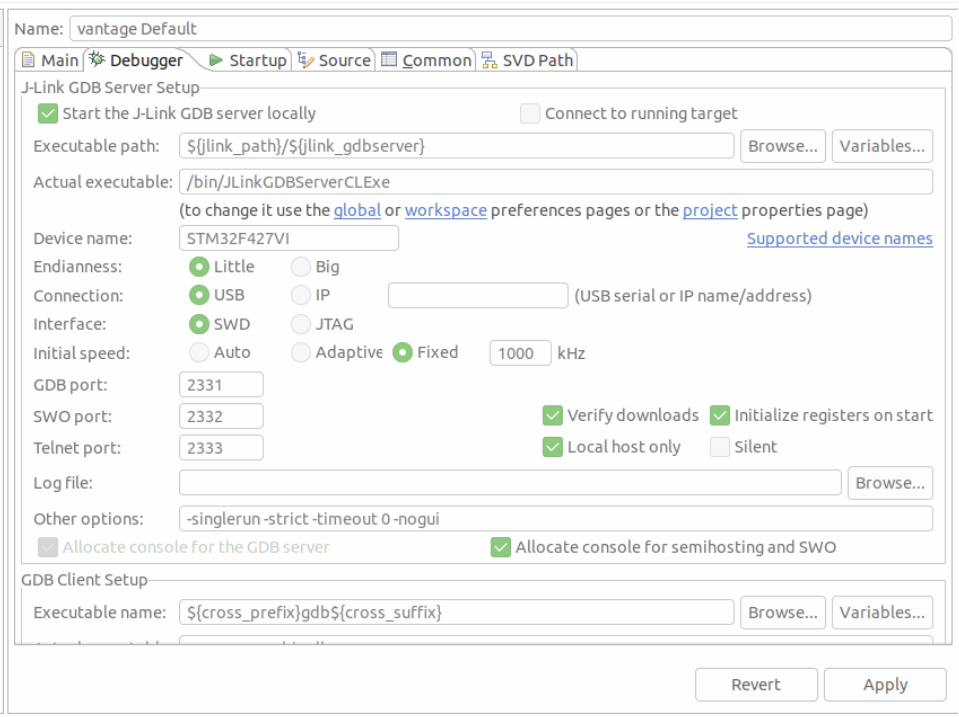 Name: vantage Default
Main Debugger Startup Source Common SVD Path
J-Link GDB Server Setup
Start the J-Link GDB server locally Connect to running target
Executable path: ${jlink_path}/${jlink_gdbserver} Browse... Variables...
Actual executable: /bin/JLinkGDBServerCLExe
(to change it use the global or workspace preferences pages or the project properties page)
Device name: STM32F427VI Supported device names
Endianness: Little Big
Connection: USB IP (USB serial or IP name/address)
Interface: SWD JTAG
Initial speed: Auto Adaptive Fixed 1000 kHz
GDB port: 2331
SWO port: 2332 Verify downloads Initialize registers on start
Telnet port: 2333 Local host only Silent
Log file: Browse...
Other options: -singlerun -strict -timeout 0 -nogui
Allocate console for the GDB server Allocate console for semihosting and SWO
GDB Client Setup
Executable name: ${cross_prefix}gdb${cross_suffix} Browse... Variables...
Revert Apply